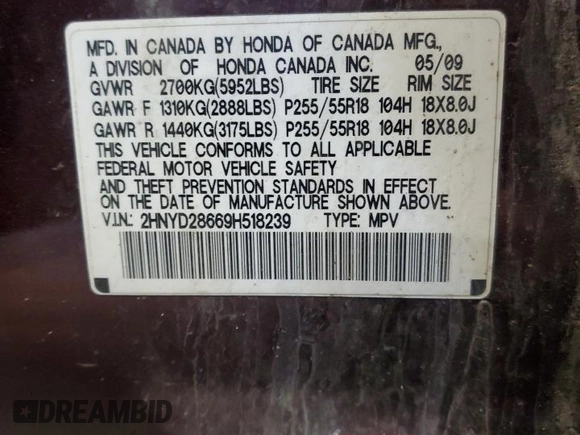 MFD. IN CANADA BY HONDA OF CANADA MFG.,
A DIVISION OF HONDA CANADA INC. 05/09
GVWR 2700KG(5952LBS) TIRE SIZE RIM SIZE
GAWR F 1310KG(2888LBS) P255/55R18 104H 18X8.0J
GAWR R 1440KG(3175LBS) P255/55R18 104H 18X8.0J
THIS VEHICLE CONFORMS TO ALL APPLICABLE
FEDERAL MOTOR VEHICLE SAFETY
AND THEFT PREVENTION STANDARDS IN EFFECT
ON THE DATE OF MANUFACTURE SHOWN ABOVE.
V.I.N.: 2HNYD28669H518239 TYPE: MPV
DREAMBID